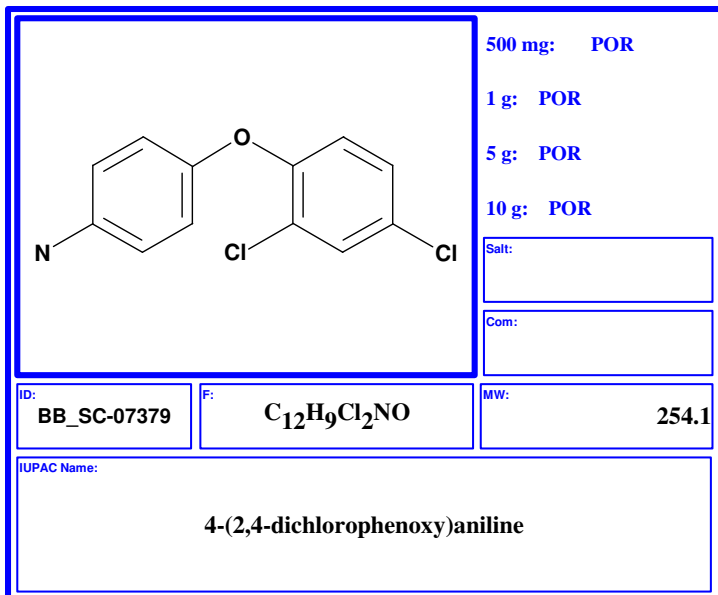 500 mg: POR
1 g: POR
5 g: POR
10 g: POR
O
N
Cl
Cl
Salt:
Com:
ID:
BB_SC-07379
F:
C12H9Cl2NO
MW:
254.1
IUPAC Name:
4-(2,4-dichlorophenoxy)aniline